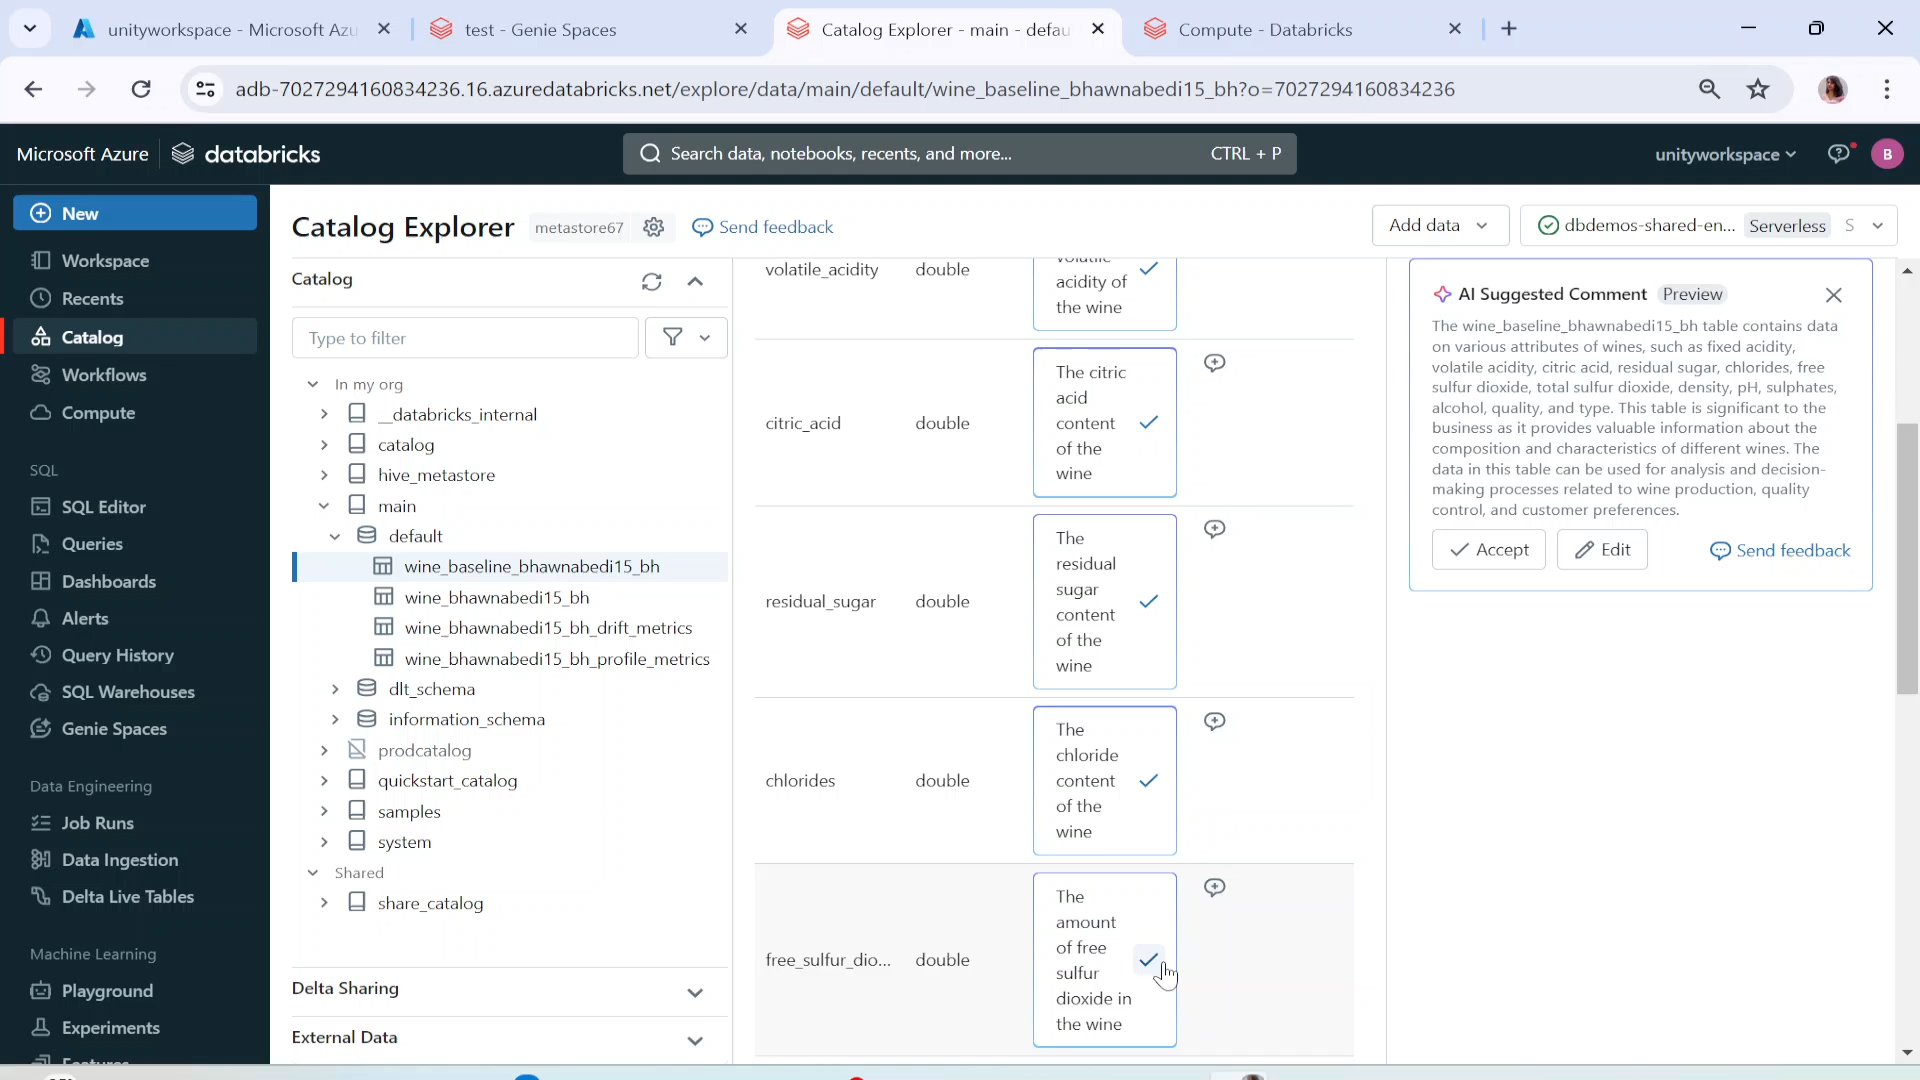 unityworkspace - Microsoft Azu
test - Genie Spaces
Catalog Explorer - main - defau
Compute - Databricks
adb-7027294160834236.16.azuredatabricks.net/explore/data/main/default/wine_baseline_bhawnabedi15_bh?o=7027294160834236
Microsoft Azure
databricks
Search data, notebooks, recents, and more...
CTRL + P
unityworkspace
B
New
Workspace
Recents
Catalog
Workflows
Compute
SQL
SQL Editor
Queries
Dashboards
Alerts
Query History
SQL Warehouses
Genie Spaces
Data Engineering
Job Runs
Data Ingestion
Delta Live Tables
Machine Learning
Playground
Experiments
Features
Catalog Explorer
metastore67
Send feedback
Add data
dbdemos-shared-en...
Serverless
S
Catalog
Type to filter
In my org
__databricks_internal
catalog
hive_metastore
main
default
wine_baseline_bhawnabedi15_bh
wine_bhawnabedi15_bh
wine_bhawnabedi15_bh_drift_metrics
wine_bhawnabedi15_bh_profile_metrics
dlt_schema
information_schema
prodcatalog
quickstart_catalog
samples
system
Shared
share_catalog
Delta Sharing
External Data
volatile_acidity
double
volatile
acidity of
the wine
citric_acid
double
The citric
acid
content
of the
wine
residual_sugar
double
The
residual
sugar
content
of the
wine
chlorides
double
The
chloride
content
of the
wine
free_sulfur_dio...
double
The
amount
of free
sulfur
dioxide in
the wine
AI Suggested Comment
Preview
The wine_baseline_bhawnabedi15_bh table contains data
on various attributes of wines, such as fixed acidity,
volatile acidity, citric acid, residual sugar, chlorides, free
sulfur dioxide, total sulfur dioxide, density, pH, sulphates,
alcohol, quality, and type. This table is significant to the
business as it provides valuable information about the
composition and characteristics of different wines. The
data in this table can be used for analysis and decision-
making processes related to wine production, quality
control, and customer preferences.
Accept
Edit
Send feedback